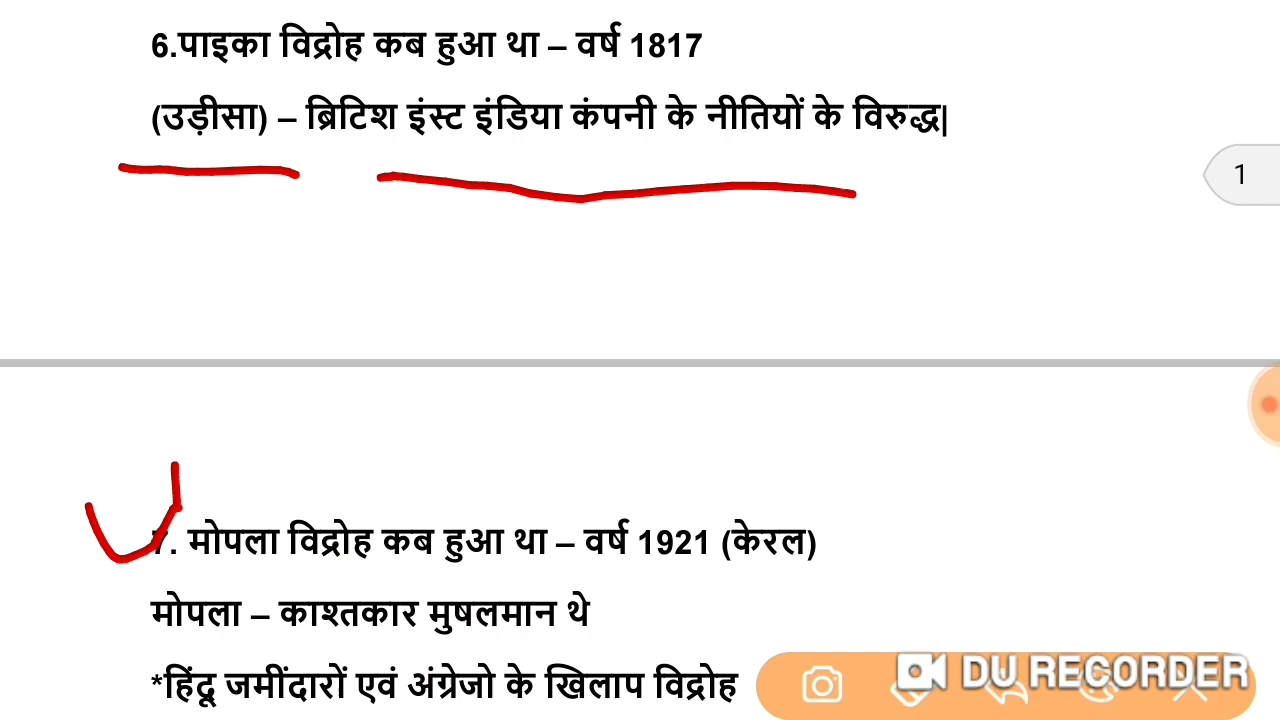 6.पाइका विद्रोह कब हुआ था – वर्ष 1817
(उड़ीसा) – ब्रिटिश इंस्ट इंडिया कंपनी के नीतियों के विरुद्ध|
1
7. मोपला विद्रोह कब हुआ था – वर्ष 1921 (केरल)
मोपला – काश्तकार मुषलमान थे
*हिंदू जमींदारों एवं अंग्रेजो के खिलाप विद्रोह
DU RECORDER